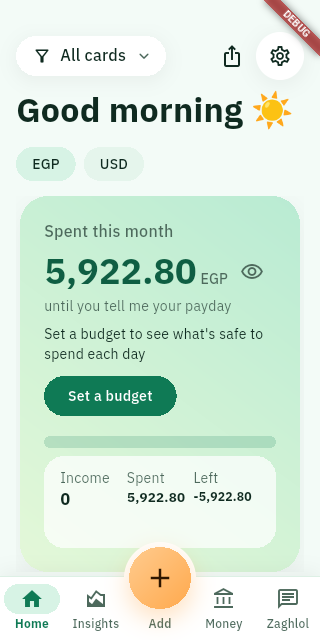 DEBUG
All cards
Good morning ☀️
EGP USD
Spent this month
5,922.80 EGP
until you tell me your payday
Set a budget to see what's safe to
spend each day
Set a budget
Income Spent Left
0 5,922.80 -5,922.80
Home Insights Add Money Zaghlol